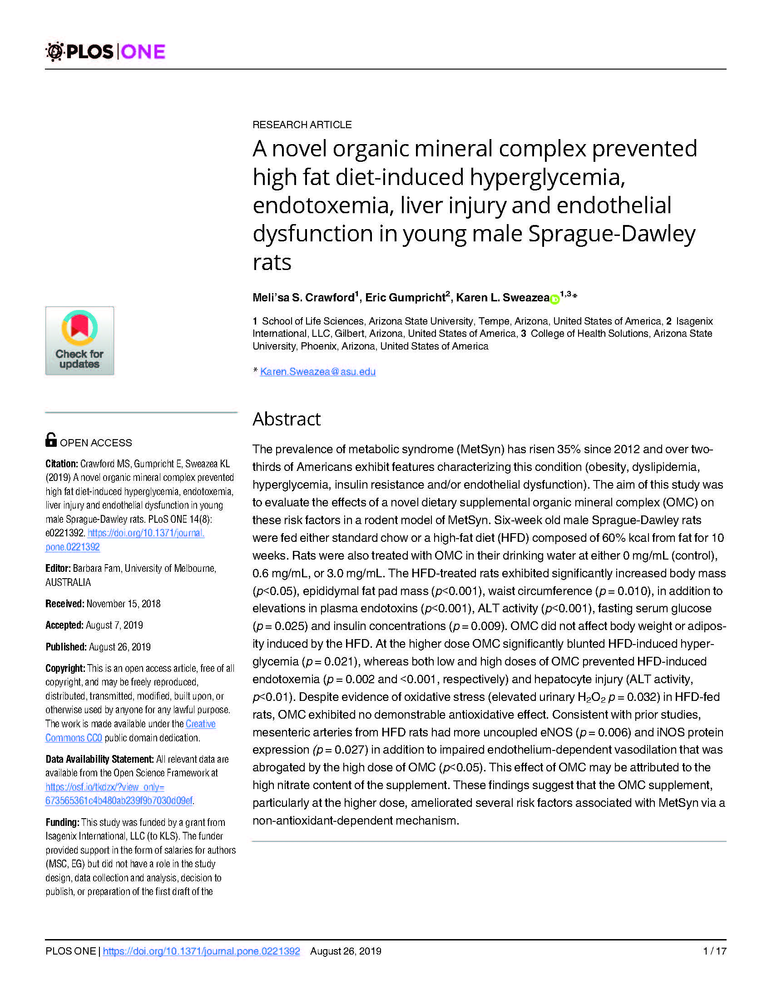 PLOS | ONE
RESEARCH ARTICLE
A novel organic mineral complex prevented
high fat diet-induced hyperglycemia,
endotoxemia, liver injury and endothelial
dysfunction in young male Sprague-Dawley
rats
Meli'sa S. Crawford1, Eric Gumpricht2, Karen L. Sweazea iD 1,3*
1 School of Life Sciences, Arizona State University, Tempe, Arizona, United States of America, 2 Isagenix
International, LLC, Gilbert, Arizona, United States of America, 3 College of Health Solutions, Arizona State
University, Phoenix, Arizona, United States of America
* Karen.Sweazea@asu.edu
Check for
updates
OPEN ACCESS
Citation: Crawford MS, Gumpricht E, Sweazea KL
(2019) A novel organic mineral complex prevented
high fat diet-induced hyperglycemia, endotoxemia,
liver injury and endothelial dysfunction in young
male Sprague-Dawley rats. PLoS ONE 14(8):
e0221392. https://doi.org/10.1371/journal.
pone.0221392
Editor: Barbara Fam, University of Melbourne,
AUSTRALIA
Received: November 15, 2018
Accepted: August 7, 2019
Published: August 26, 2019
Copyright: This is an open access article, free of all
copyright, and may be freely reproduced,
distributed, transmitted, modified, built upon, or
otherwise used by anyone for any lawful purpose.
The work is made available under the Creative
Commons CC0 public domain dedication.
Data Availability Statement: All relevant data are
available from the Open Science Framework at
https://osf.io/tkdzx/?view_only=
673565361c4b480ab239f9b7030d09ef.
Funding: This study was funded by a grant from
Isagenix International, LLC (to KLS). The funder
provided support in the form of salaries for authors
(MSC, EG) but did not have a role in the study
design, data collection and analysis, decision to
publish, or preparation of the first draft of the
Abstract
The prevalence of metabolic syndrome (MetSyn) has risen 35% since 2012 and over two-
thirds of Americans exhibit features characterizing this condition (obesity, dyslipidemia,
hyperglycemia, insulin resistance and/or endothelial dysfunction). The aim of this study was
to evaluate the effects of a novel dietary supplemental organic mineral complex (OMC) on
these risk factors in a rodent model of MetSyn. Six-week old male Sprague-Dawley rats
were fed either standard chow or a high-fat diet (HFD) composed of 60% kcal from fat for 10
weeks. Rats were also treated with OMC in their drinking water at either 0 mg/mL (control),
0.6 mg/mL, or 3.0 mg/mL. The HFD-treated rats exhibited significantly increased body mass
(p<0.05), epididymal fat pad mass (p<0.001), waist circumference (p = 0.010), in addition to
elevations in plasma endotoxins (p<0.001), ALT activity (p<0.001), fasting serum glucose
(p = 0.025) and insulin concentrations (p = 0.009). OMC did not affect body weight or adipos-
ity induced by the HFD. At the higher dose OMC significantly blunted HFD-induced hyper-
glycemia (p = 0.021), whereas both low and high doses of OMC prevented HFD-induced
endotoxemia (p = 0.002 and <0.001, respectively) and hepatocyte injury (ALT activity,
p<0.01). Despite evidence of oxidative stress (elevated urinary H2O2 p = 0.032) in HFD-fed
rats, OMC exhibited no demonstrable antioxidative effect. Consistent with prior studies,
mesenteric arteries from HFD rats had more uncoupled eNOS (p = 0.006) and iNOS protein
expression (p = 0.027) in addition to impaired endothelium-dependent vasodilation that was
abrogated by the high dose of OMC (p<0.05). This effect of OMC may be attributed to the
high nitrate content of the supplement. These findings suggest that the OMC supplement,
particularly at the higher dose, ameliorated several risk factors associated with MetSyn via a
non-antioxidant-dependent mechanism.
PLOS ONE | https://doi.org/10.1371/journal.pone.0221392 August 26, 2019
1 / 17